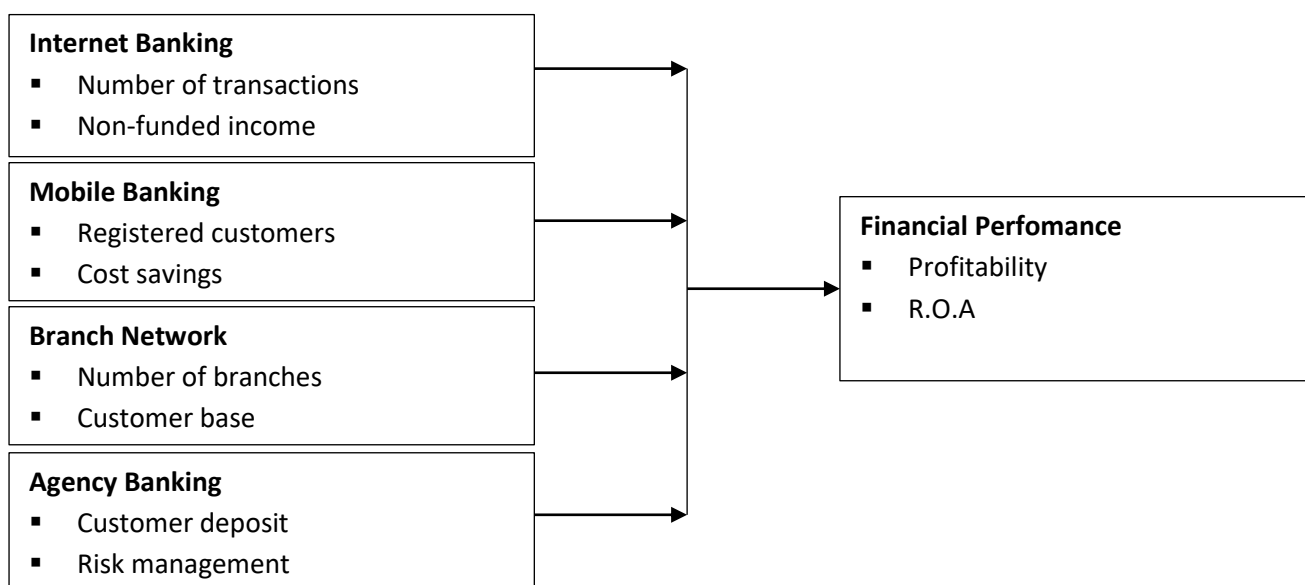 Internet Banking
▪ Number of transactions
▪ Non-funded income
Mobile Banking
▪ Registered customers
▪ Cost savings
Branch Network
▪ Number of branches
▪ Customer base
Agency Banking
▪ Customer deposit
▪ Risk management
Financial Perfomance
▪ Profitability
▪ R.O.A